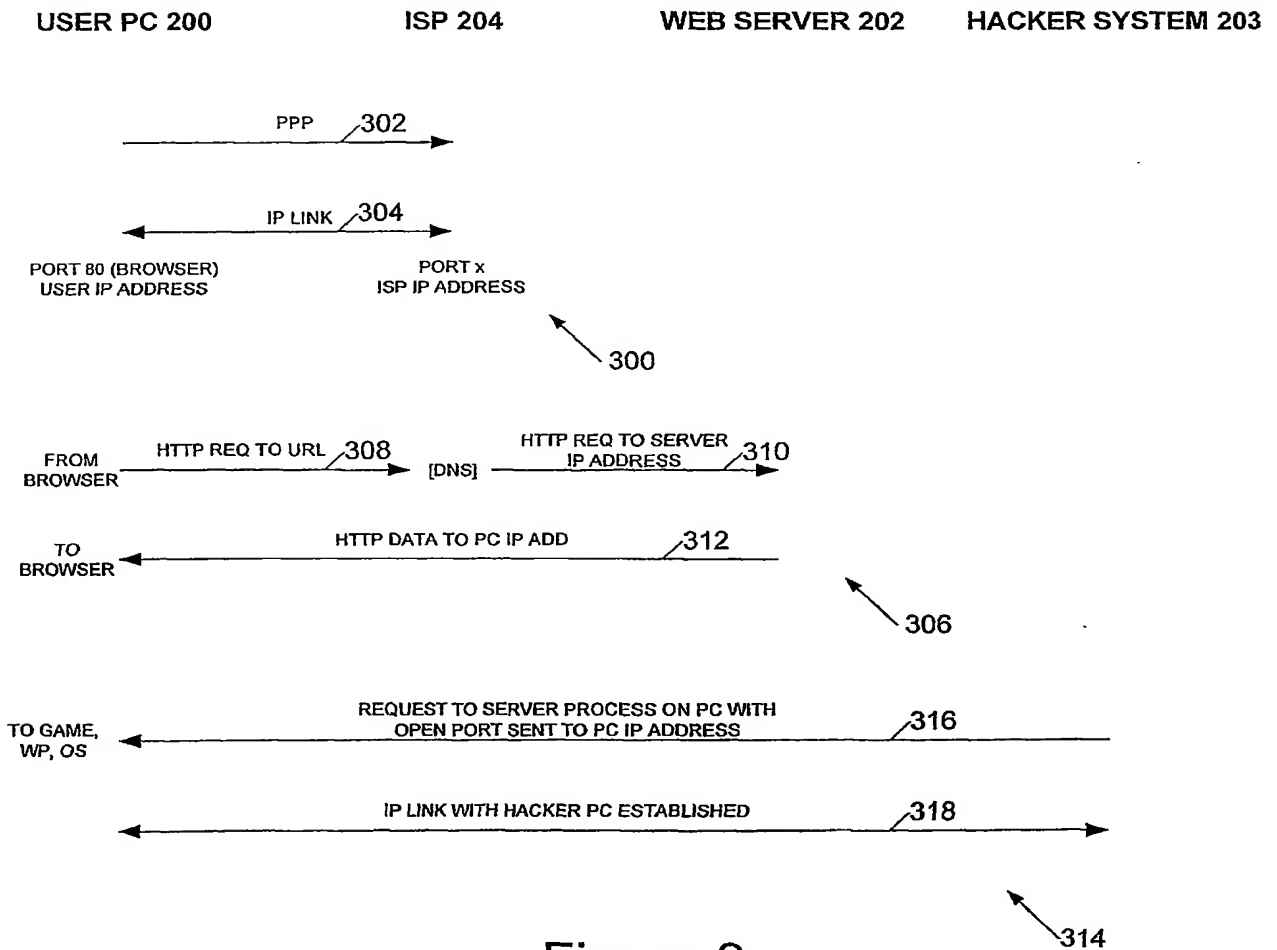 USER PC 200 ISP 204 WEB SERVER 202 HACKER SYSTEM 203
PPP 302
IP LINK 304
PORT 80 (BROWSER)
USER IP ADDRESS
PORT x
ISP IP ADDRESS
300
FROM
BROWSER
HTTP REQ TO URL 308
[DNS]
HTTP REQ TO SERVER
IP ADDRESS
310
TO
BROWSER
HTTP DATA TO PC IP ADD 312
306
TO GAME,
WP, OS
REQUEST TO SERVER PROCESS ON PC WITH
OPEN PORT SENT TO PC IP ADDRESS
316
IP LINK WITH HACKER PC ESTABLISHED 318
314